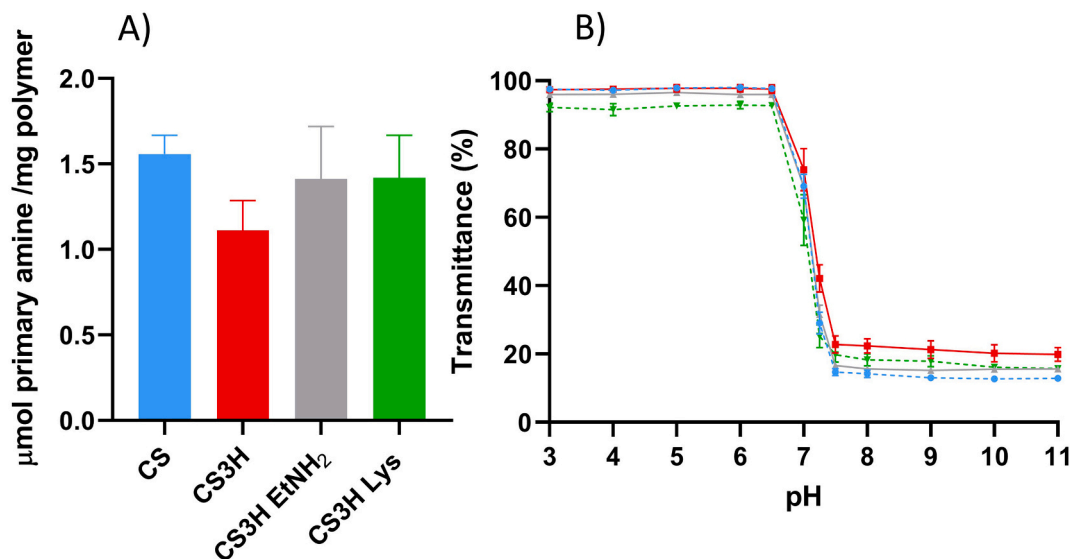 A)
μmol primary amine /mg polymer
2.0
1.5
1.0
0.5
0.0
CS
CS3H
CS3H EtNH₂
CS3H Lys
B)
Transmittance (%)
100
80
60
40
20
0
3 4 5 6 7 8 9 10 11
pH